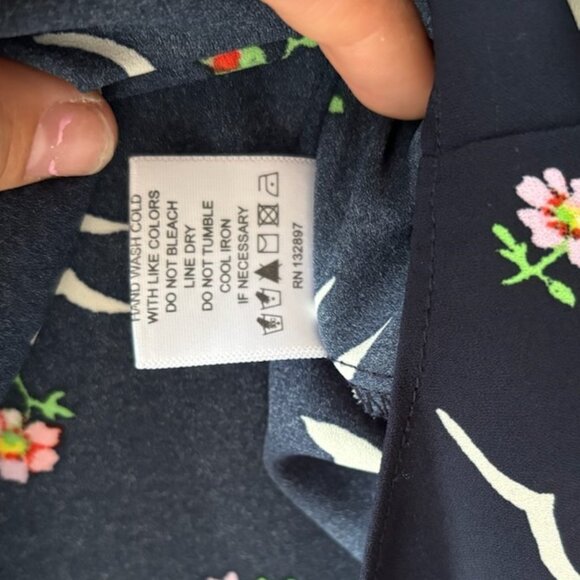 HAND WASH COLD
WITH LIKE COLORS
DO NOT BLEACH
LINE DRY
DO NOT TUMBLE
COOL IRON
IF NECESSARY
RN 132897